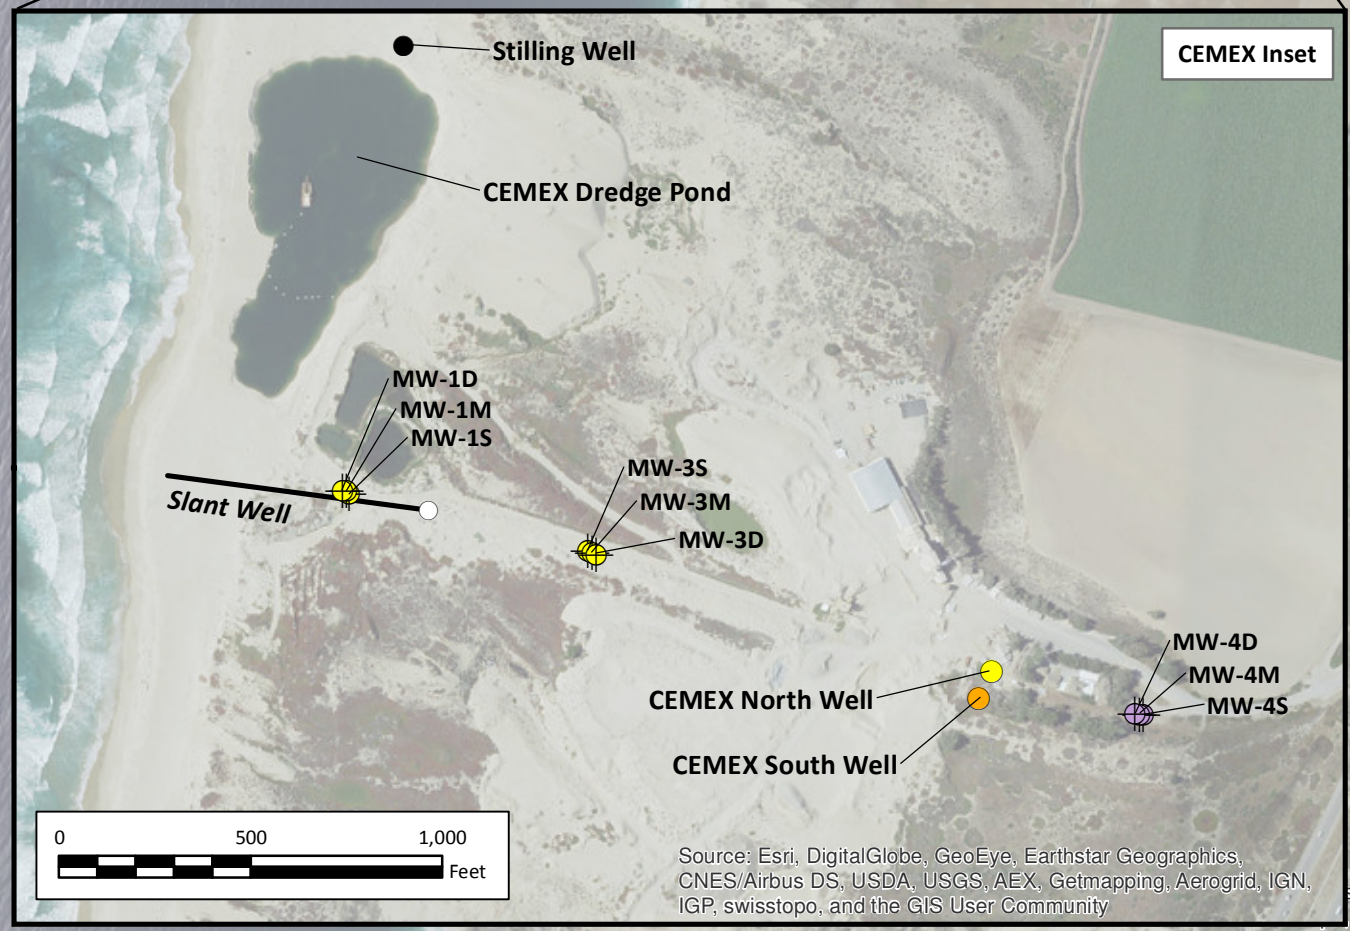 Stilling Well
CEMEX Inset
CEMEX Dredge Pond
MW-1D
MW-1M
MW-1S
MW-3S
MW-3M
MW-3D
Slant Well
MW-4D
MW-4M
MW-4S
CEMEX North Well
CEMEX South Well
0 500 1,000
Feet
Source: Esri, DigitalGlobe, GeoEye, Earthstar Geographics,
CNES/Airbus DS, USDA, USGS, AEX, Getmapping, Aerogrid, IGN,
IGP, swisstopo, and the GIS User Community